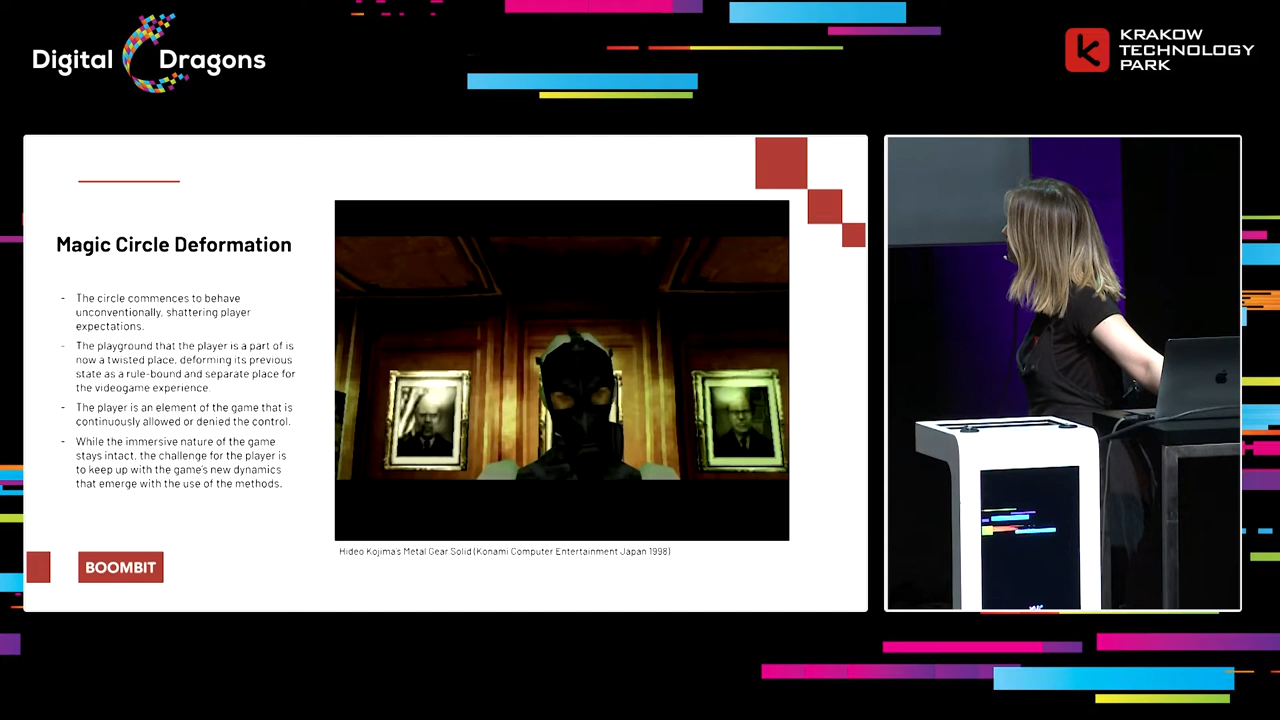 Digital Dragons
KRAKOW
TECHNOLOGY
PARK
Magic Circle Deformation
- The circle commences to behave
unconventionally, shattering player
expectations.
- The playground that the player is a part of is
now a twisted place, deforming its previous
state as a rule-bound and separate place for
the videogame experience.
- The player is an element of the game that is
continuously allowed or denied the control.
- While the immersive nature of the game
stays intact, the challenge for the player is
to keep up with the game's new dynamics
that emerge with the use of the methods.
Hideo Kojima's Metal Gear Solid (Konami Computer Entertainment Japan 1998)
BOOMBIT